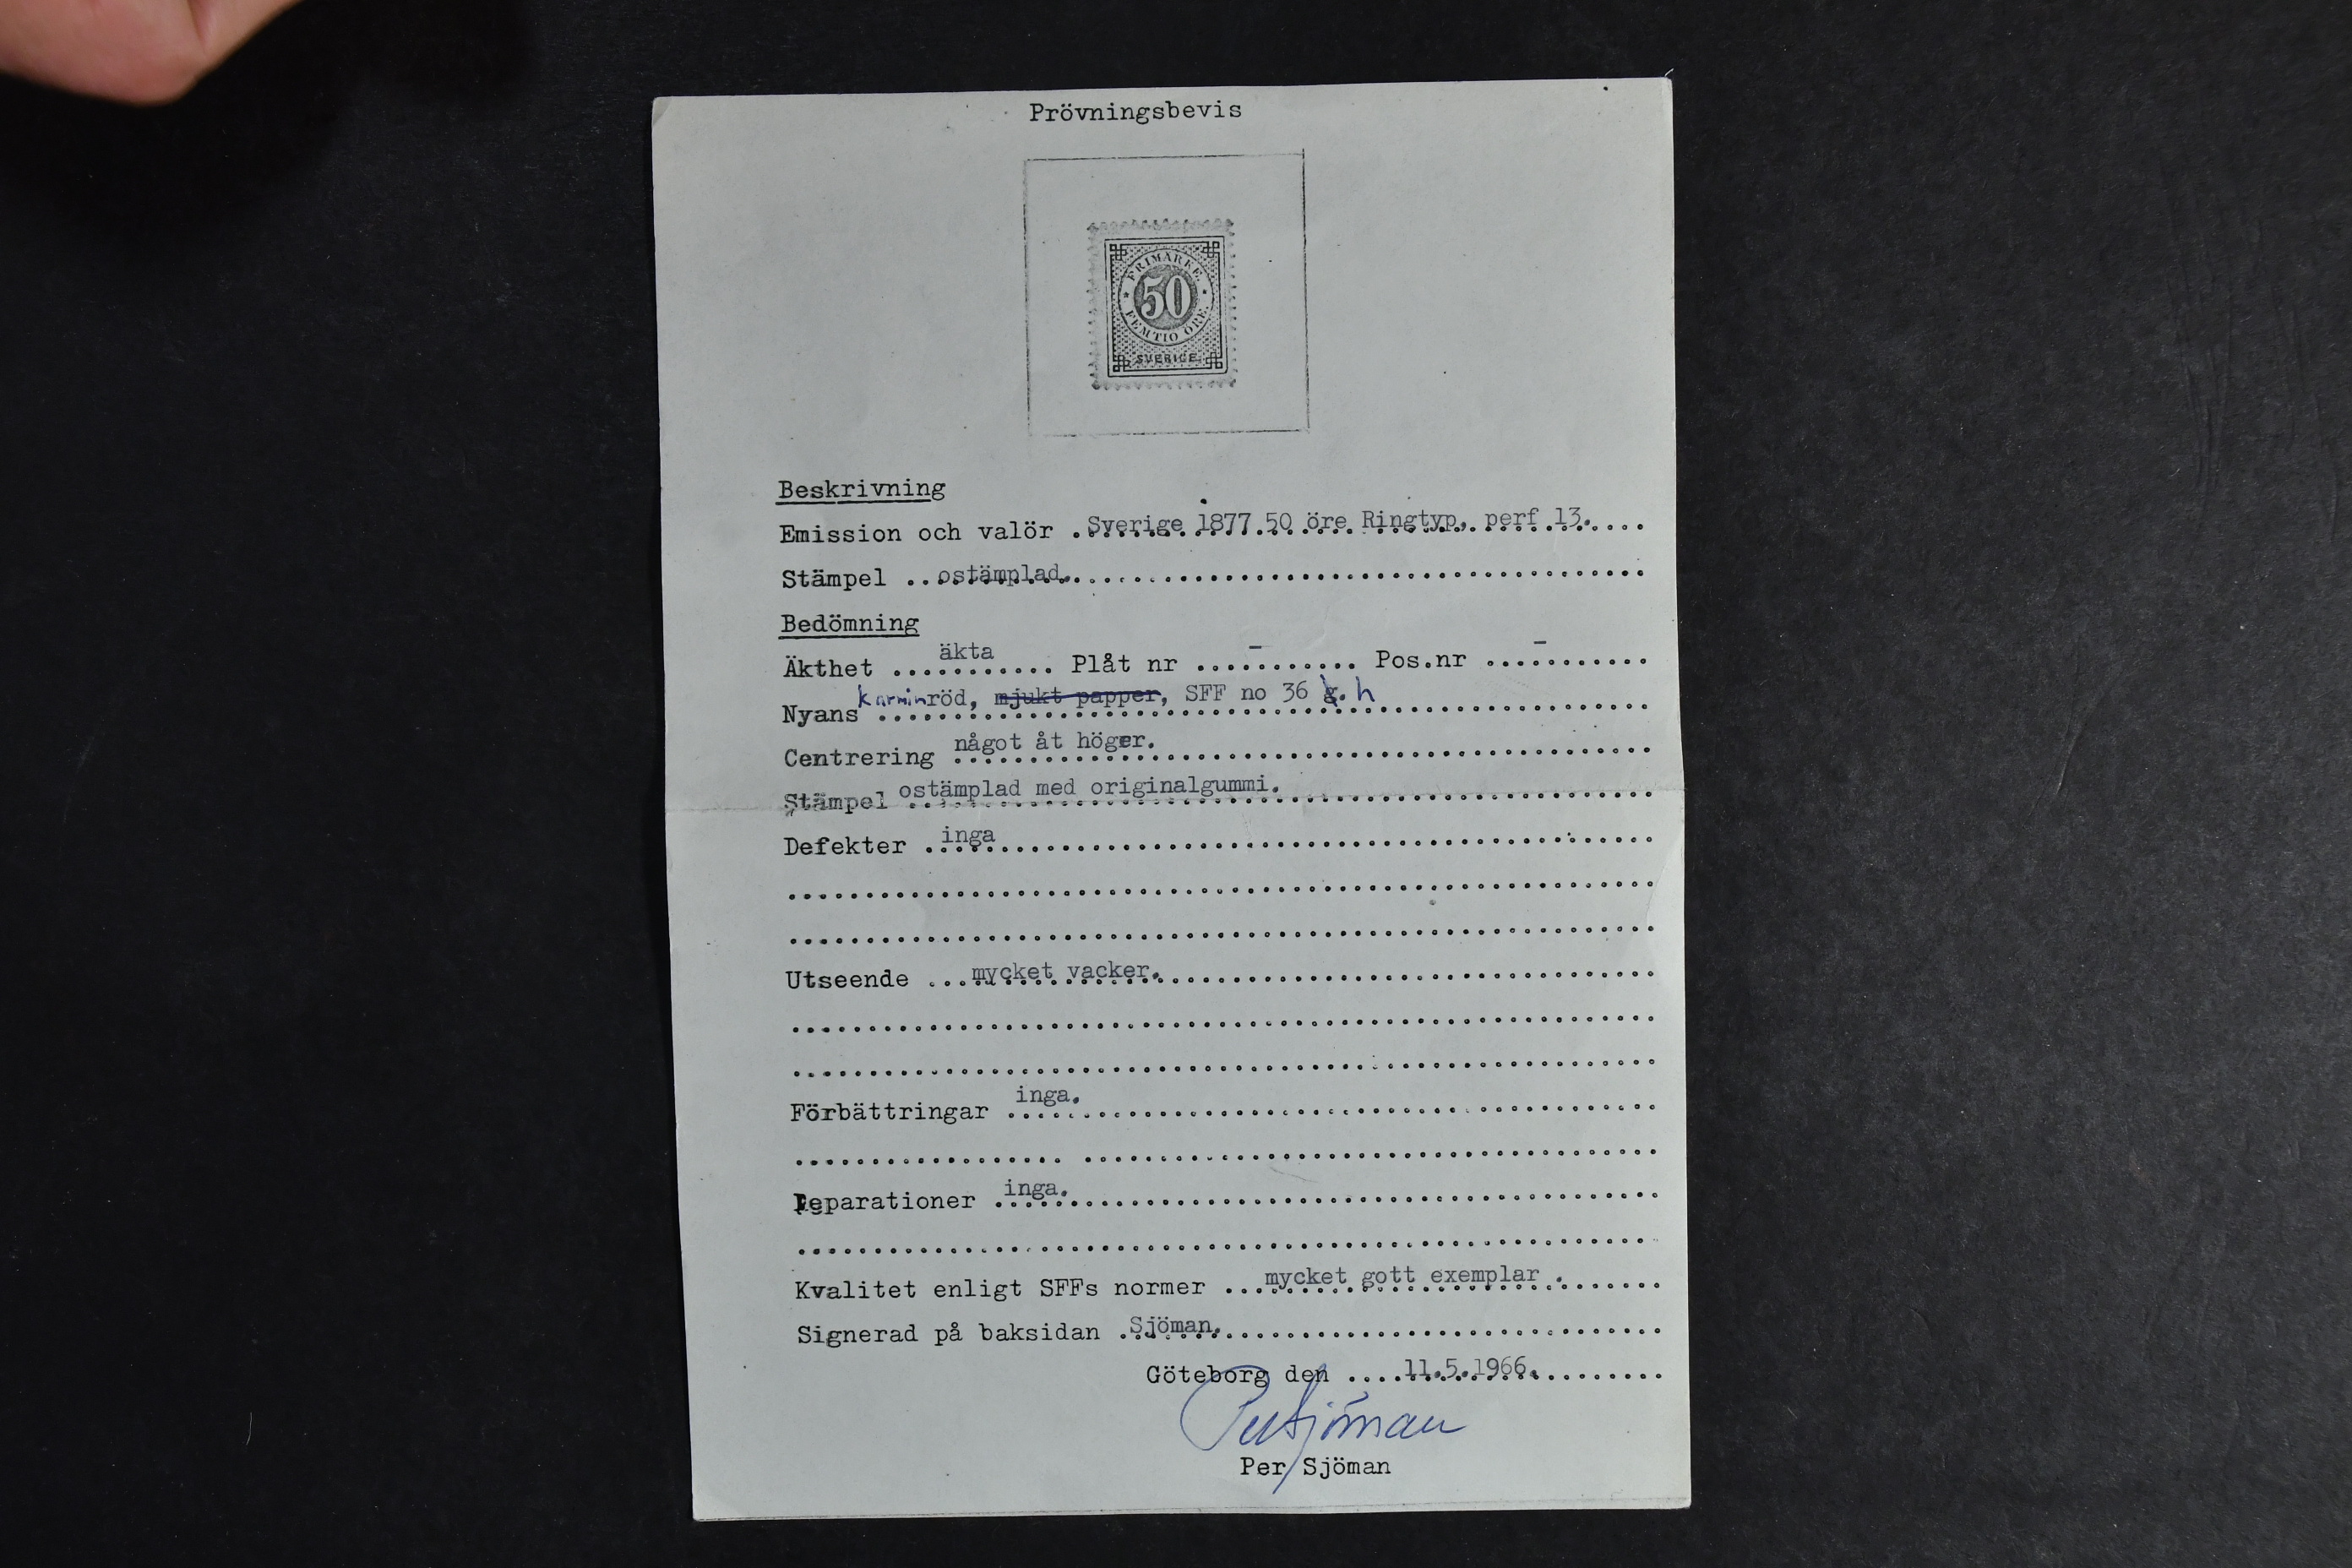 Prövningsbevis
FRIMÄRKE
50
FEMTIO ÖRE
SVERIGE
Beskrivning
Emission och valör Sverige 1877 50 öre Ringtyp, perf 13.
Stämpel ostämplad.
Bedömning
Äkthet äkta Plåt nr - Pos.nr -
Nyans karminröd, mjukt papper, SFF no 36 g. h
Centrering något åt höger.
Stämpel ostämplad med originalgummi.
Defekter inga
Utseende mycket vacker.
Förbättringar inga.
Reparationer inga.
Kvalitet enligt SFFs normer mycket gott exemplar.
Signerad på baksidan Sjöman.
Göteborg den 11.5.1966.
Per Sjöman
Per Sjöman